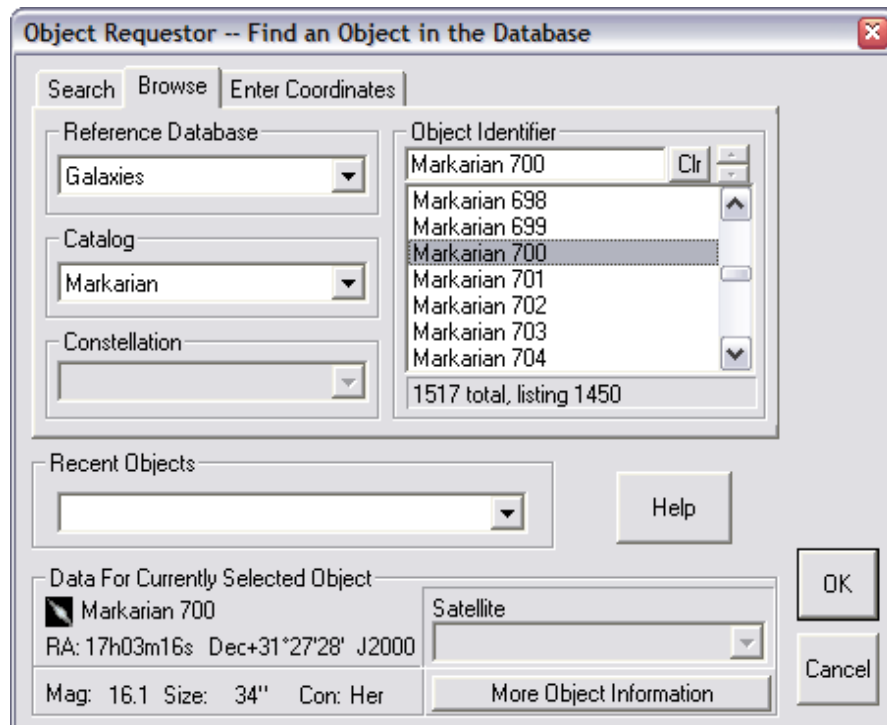 Object Requestor -- Find an Object in the Database
Search Browse Enter Coordinates
Reference Database
Galaxies
Catalog
Markarian
Constellation
Object Identifier
Markarian 700 Clr
Markarian 698
Markarian 699
Markarian 700
Markarian 701
Markarian 702
Markarian 703
Markarian 704
1517 total, listing 1450
Recent Objects
Help
Data For Currently Selected Object
Markarian 700
RA: 17h03m16s Dec+31°27'28' J2000
Mag: 16.1 Size: 34" Con: Her
Satellite
More Object Information
OK
Cancel